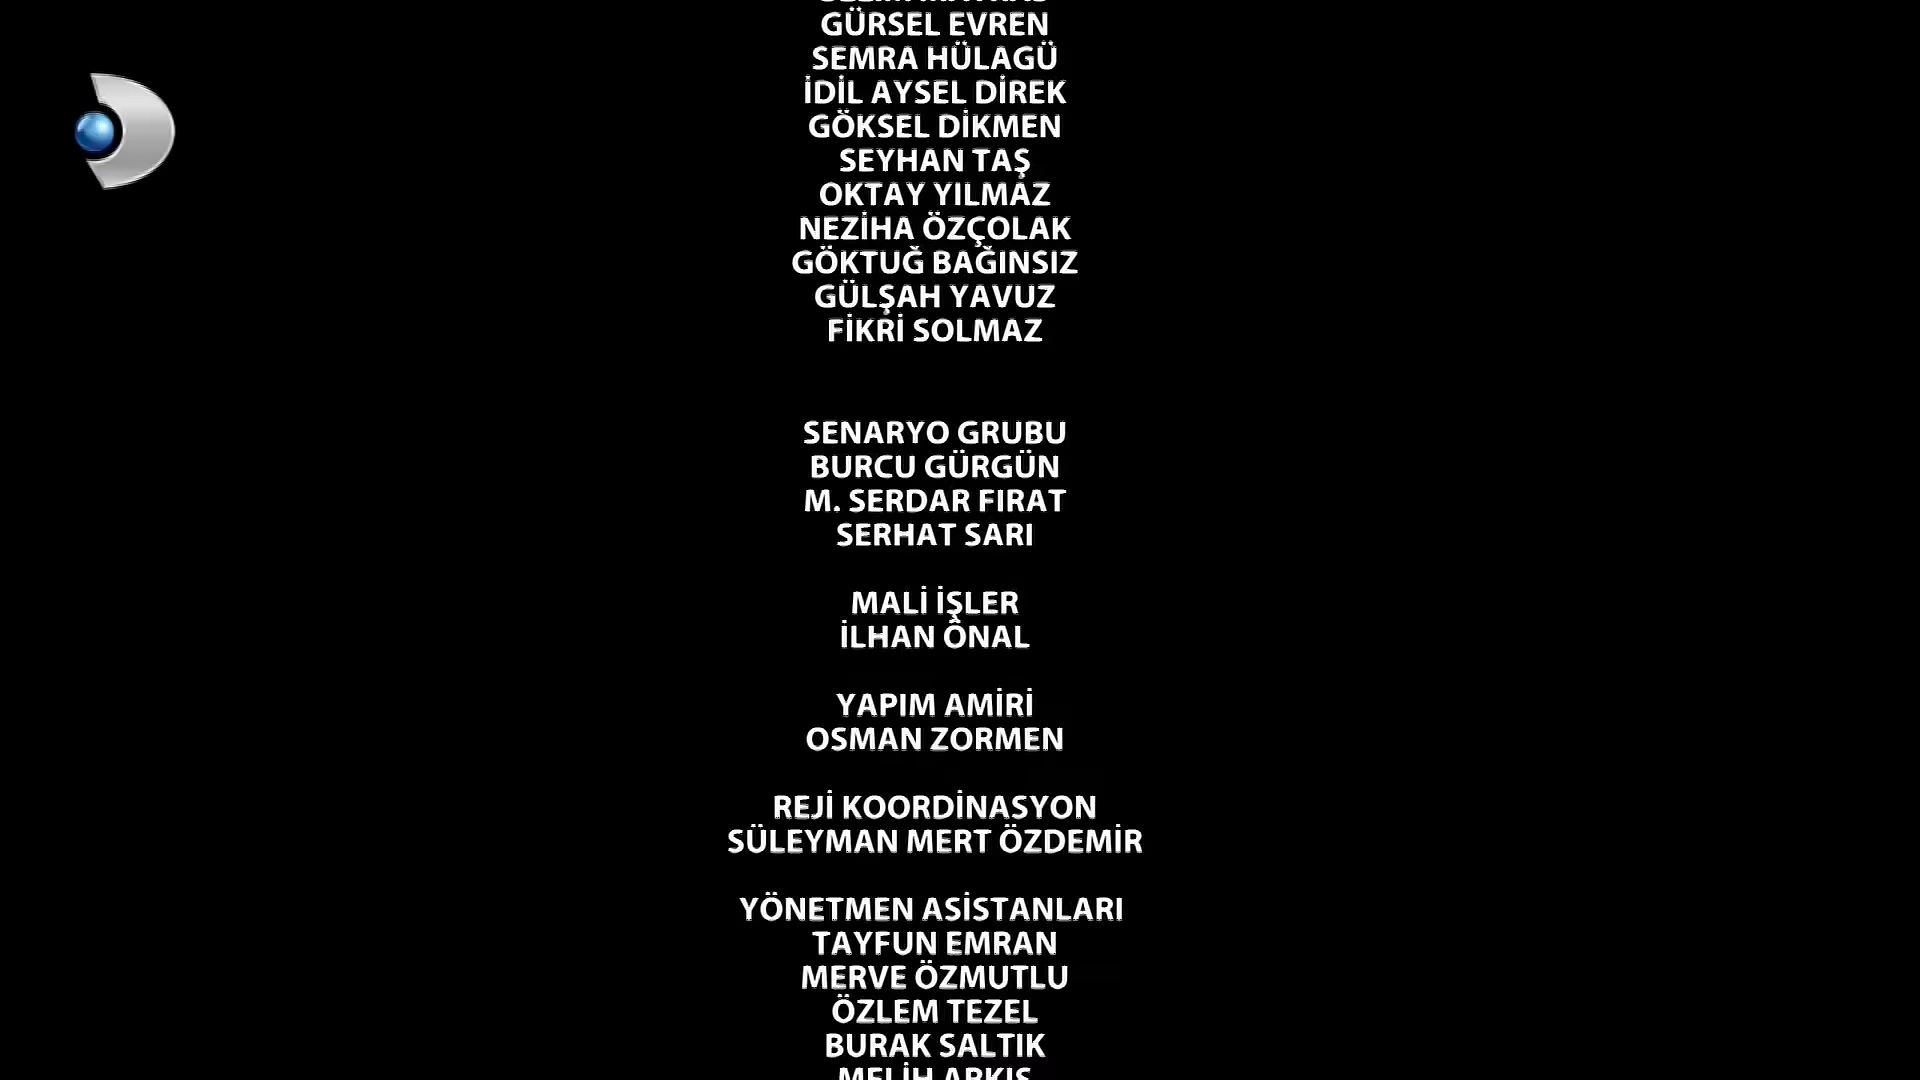 GÜRSEL EVREN
SEMRA HÜLAGÜ
İDİL AYSEL DİREK
GÖKSEL DİKMEN
SEYHAN TAŞ
OKTAY YILMAZ
NEZİHA ÖZÇOLAK
GÖKTUĞ BAĞINSIZ
GÜLŞAH YAVUZ
FİKRİ SOLMAZ
SENARYO GRUBU
BURCU GÜRGÜN
M. SERDAR FIRAT
SERHAT SARI
MALİ İŞLER
İLHAN ÖNAL
YAPIM AMİRİ
OSMAN ZORMEN
REJİ KOORDİNASYON
SÜLEYMAN MERT ÖZDEMİR
YÖNETMEN ASİSTANLARI
TAYFUN EMRAN
MERVE ÖZMUTLU
ÖZLEM TEZEL
BURAK SALTIK
MELİH